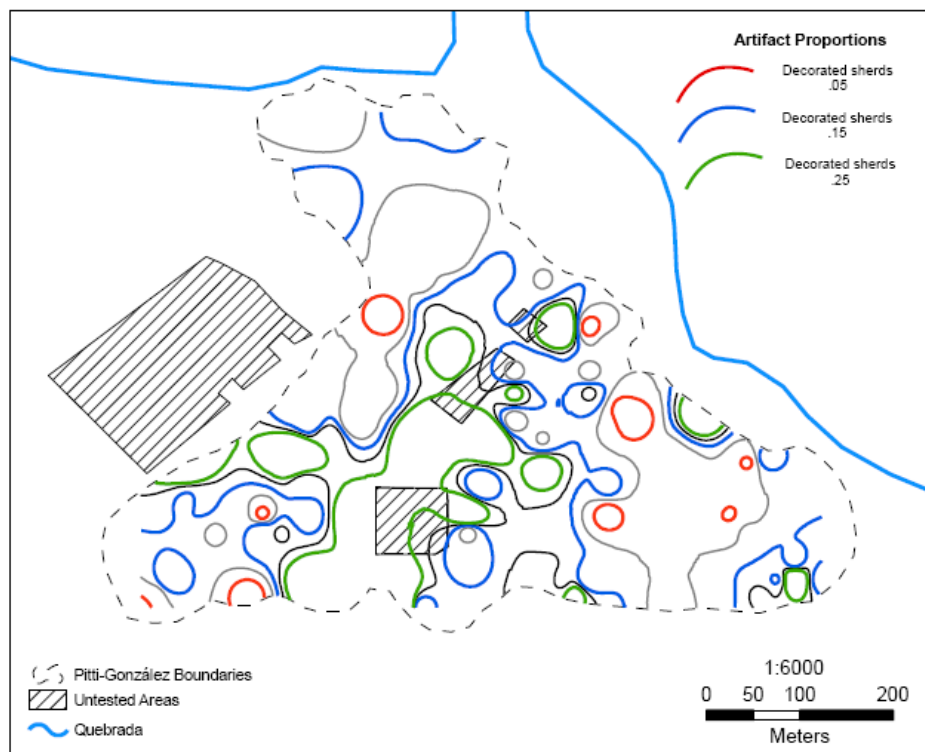 Artifact Proportions
Decorated sherds
.05
Decorated sherds
.15
Decorated sherds
.25
Pitti-González Boundaries
Untested Areas
Quebrada
1:6000
0 50 100 200
Meters